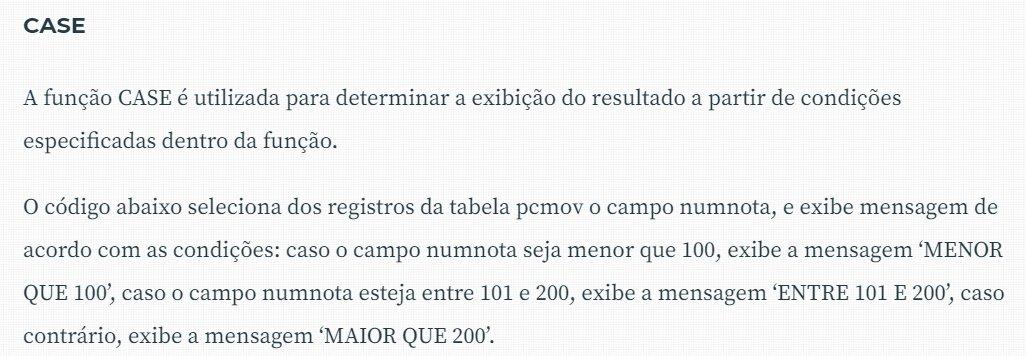 CASE
A função CASE é utilizada para determinar a exibição do resultado a partir de condições
especificadas dentro da função.
O código abaixo seleciona dos registros da tabela pcmov o campo numnota, e exibe mensagem de
acordo com as condições: caso o campo numnota seja menor que 100, exibe a mensagem ‘MENOR
QUE 100’, caso o campo numnota esteja entre 101 e 200, exibe a mensagem ‘ENTRE 101 E 200’, caso
contrário, exibe a mensagem ‘MAIOR QUE 200’.